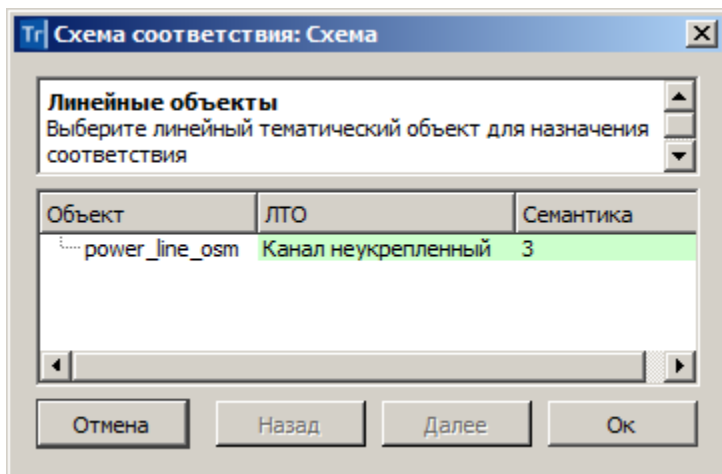 Tr Схема соответствия: Схема
Линейные объекты
Выберите линейный тематический объект для назначения
соответствия
Объект ЛТО Семантика
power_line_osm Канал неукрепленный 3
Отмена Назад Далее Ок